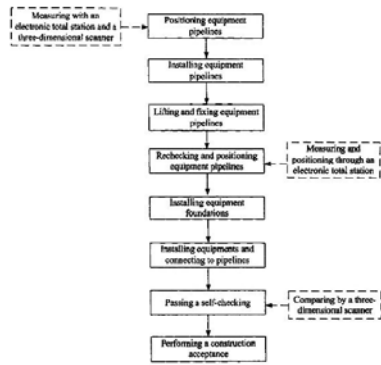 Measuring with an
electronic total station and a
three-dimensional scanner
Positioning equipment
pipelines
Installing equipment
pipelines
Lifting and fixing equipment
pipelines
Rechecking and positioning
equipment pipelines
Measuring and
positioning through an
electronic total station
Installing equipment
foundations
Installing equipments and
connecting to pipelines
Passing a self-checking
Comparing by a three-
dimensional scanner
Performing a construction
acceptance